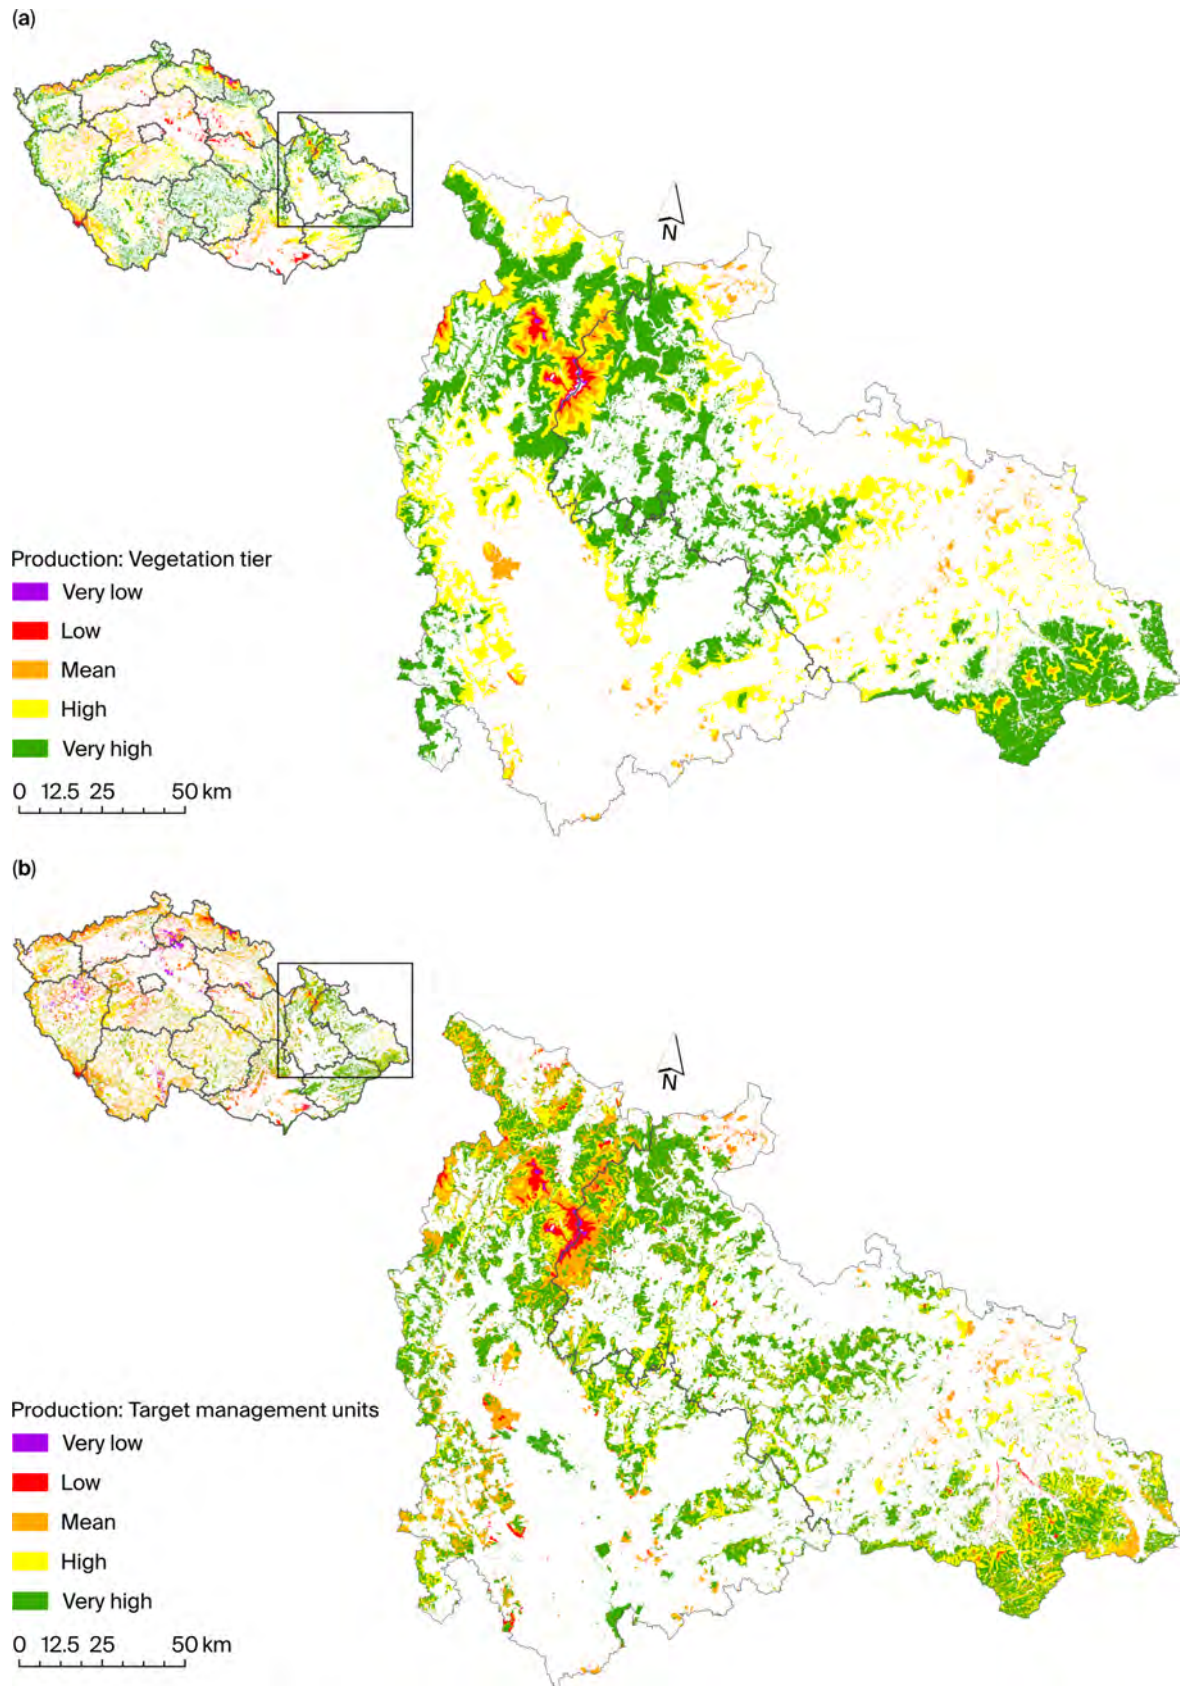 (a)
N
Production: Vegetation tier
Very low
Low
Mean
High
Very high
0 12.5 25 50 km
(b)
N
Production: Target management units
Very low
Low
Mean
High
Very high
0 12.5 25 50 km